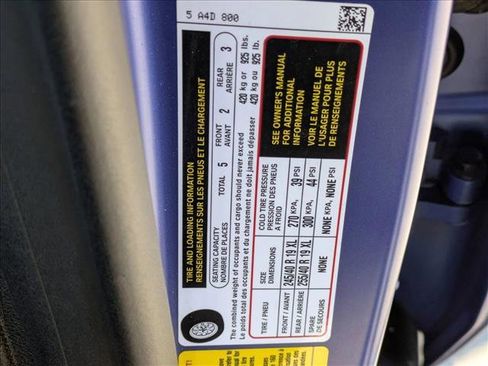 5 A4D 800
TIRE AND LOADING INFORMATION
RENSEIGNEMENTS SUR LES PNEUS ET LE CHARGEMENT
SEATING CAPACITY
NOMBRE DE PLACES
TOTAL 5
FRONT AVANT 2
REAR ARRIÈRE 3
The combined weight of occupants and cargo should never exceed 420 kg or 925 lbs.
Le poids total des occupants et du chargement ne doit jamais dépasser 420 kg ou 925 lb.
TIRE / PNEU
SIZE DIMENSIONS
COLD TIRE PRESSURE
PRESSION DES PNEUS A FROID
FRONT / AVANT 245/40 R 19 XL 270 KPA, 39 PSI
REAR / ARRIÈRE 255/40 R 19 XL 300 KPA, 44 PSI
SPARE DE SECOURS NONE NONE KPA, NONE PSI
SEE OWNER'S MANUAL
FOR ADDITIONAL
INFORMATION
VOIR LE MANUEL DE
L'USAGER POUR PLUS
DE RENSEIGNEMENTS